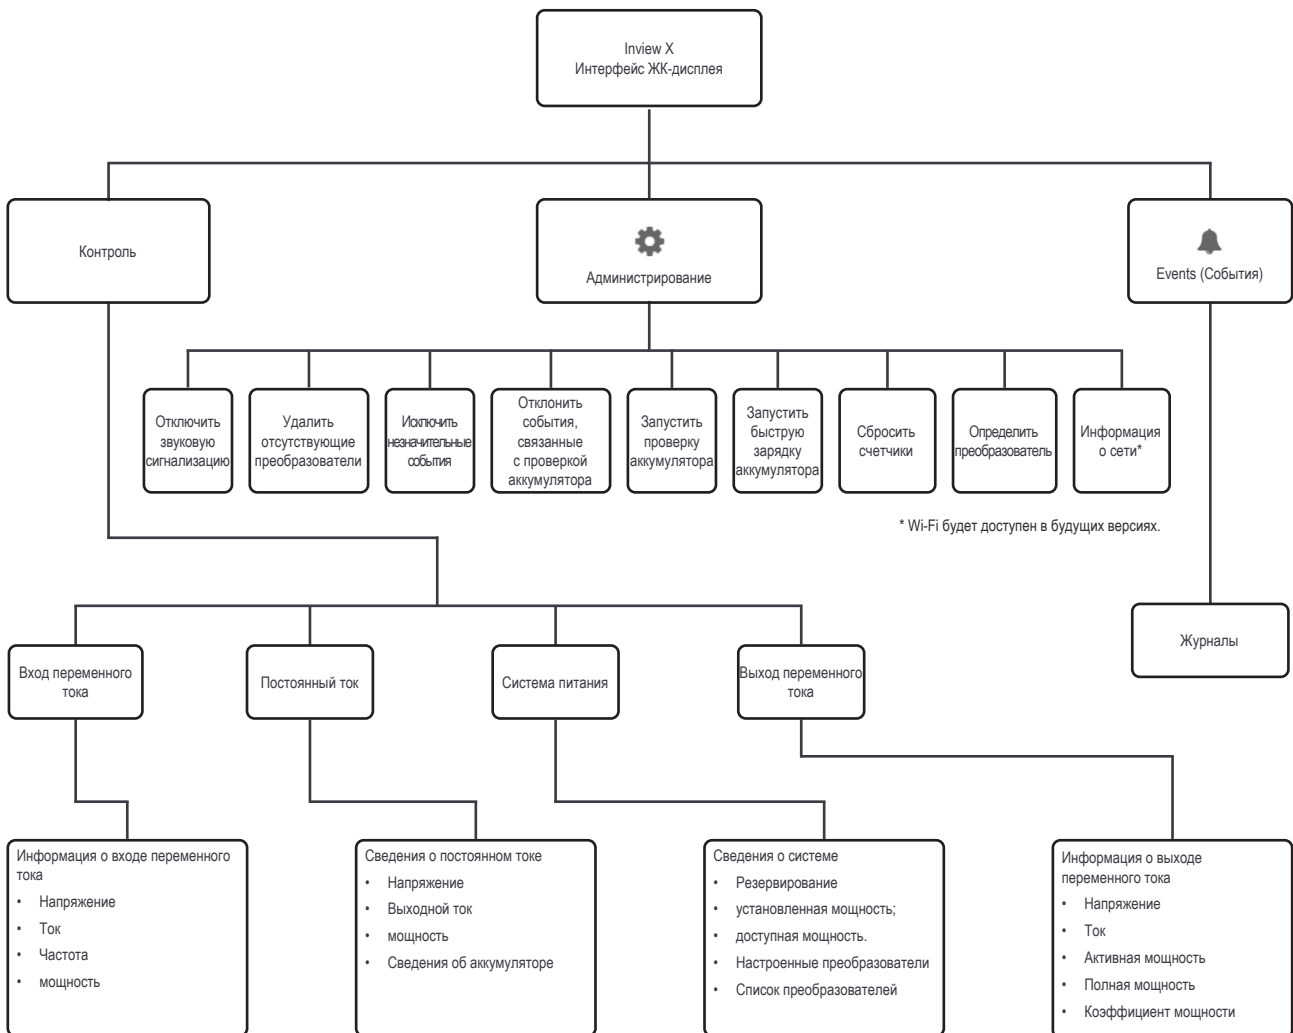 Inview X
Интерфейс ЖК-дисплея
Контроль
Администрирование
Events (События)
Отключить
звуковую
сигнализацию
Удалить
отсутствующие
преобразователи
Исключить
незначительные
события
Отклонить
события,
связанные
с проверкой
аккумулятора
Запустить
проверку
аккумулятора
Запустить
быструю
зарядку
аккумулятора
Сбросить
счетчики
Определить
преобразователь
Информация
о сети*
* Wi-Fi будет доступен в будущих версиях.
Журналы
Вход переменного
тока
Постоянный ток
Система питания
Выход переменного
тока
Информация о входе переменного
тока
• Напряжение
• Ток
• Частота
• мощность
Сведения о постоянном токе
• Напряжение
• Выходной ток
• мощность
• Сведения об аккумуляторе
Сведения о системе
• Резервирование
• установленная мощность;
• доступная мощность.
• Настроенные преобразователи
• Список преобразователей
Информация о выходе
переменного тока
• Напряжение
• Ток
• Активная мощность
• Полная мощность
• Коэффициент мощности